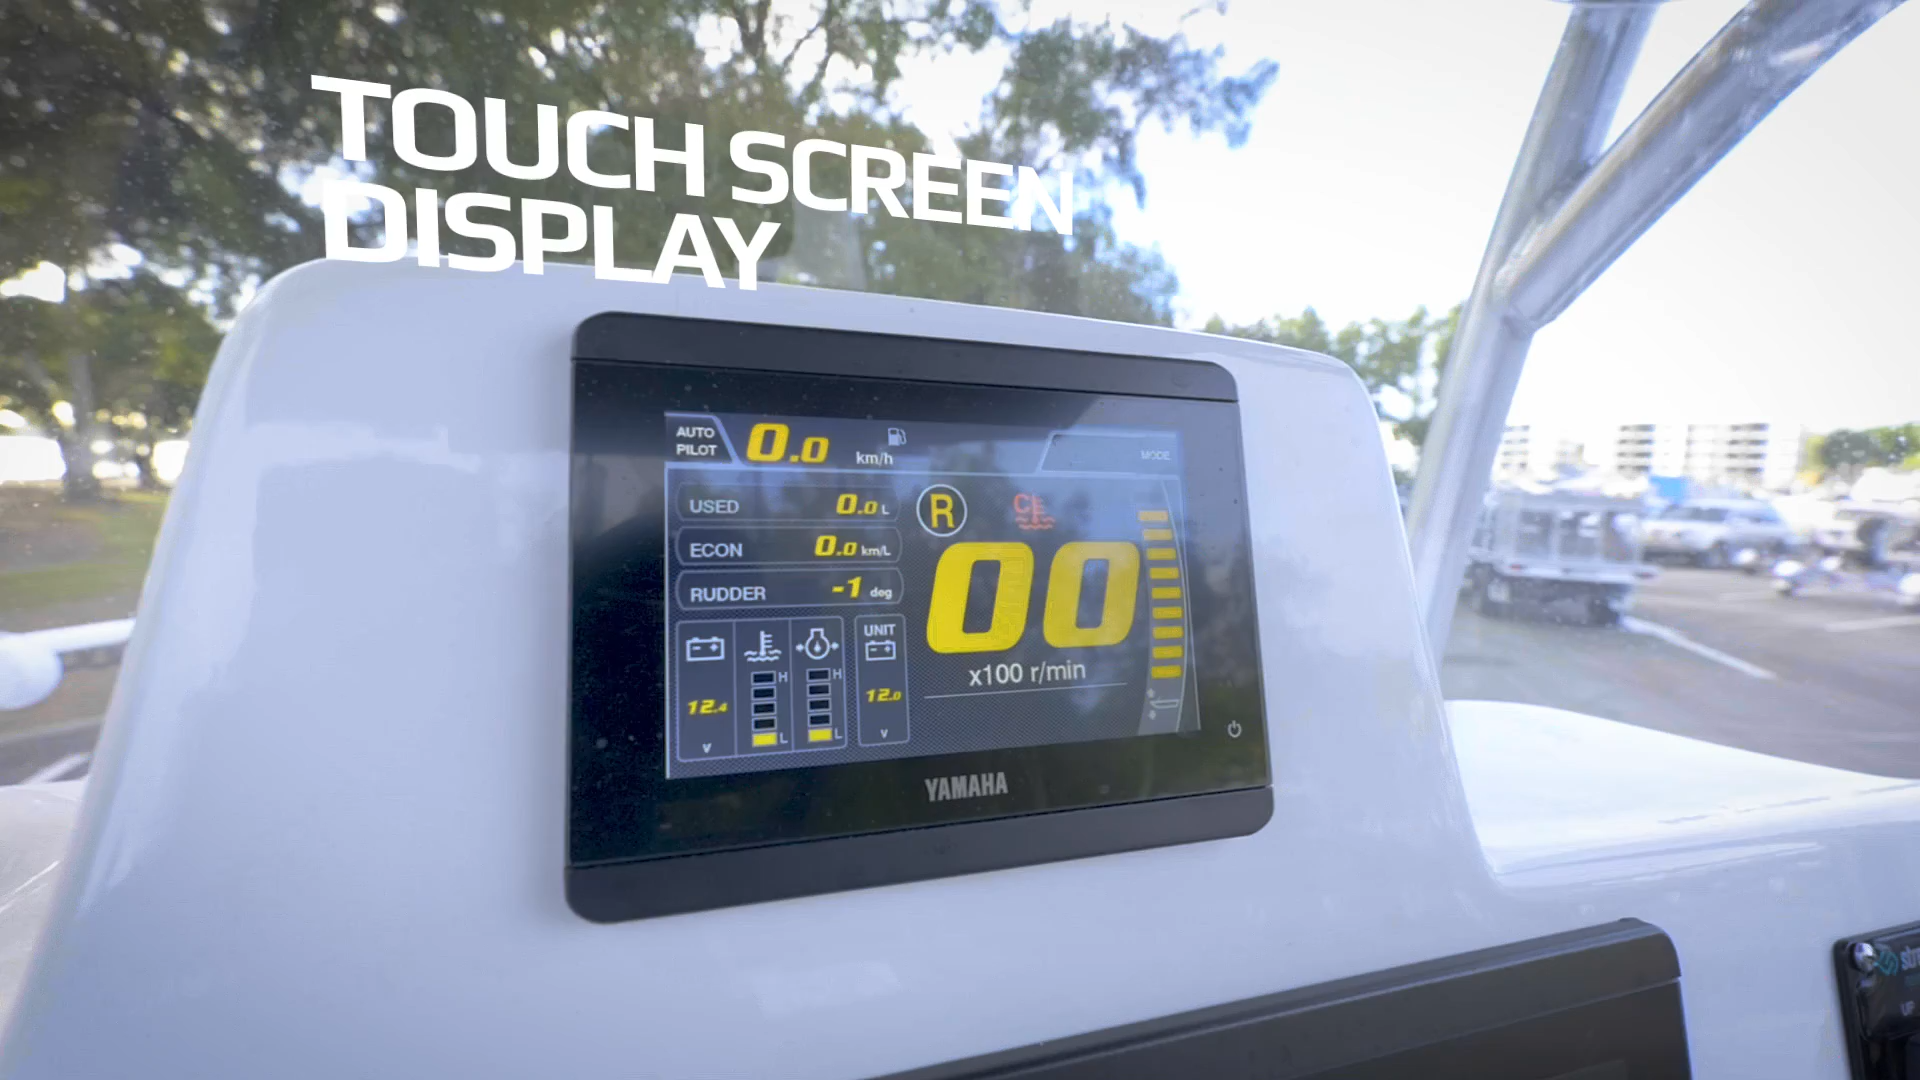 TOUCH SCREEN
DISPLAY
AUTO
PILOT
0.0 km/h
MODE
USED 0.0 L
R
C
ECON 0.0 km/L
RUDDER -1 deg
00
x100 r/min
UNIT
H
H
12.4
12.0
L
L
V
V
YAMAHA
UP